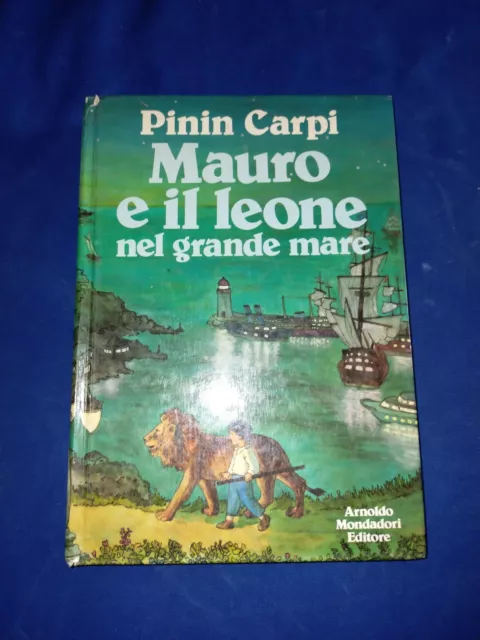 Pinin Carpi
Mauro
e il leone
nel grande mare
Arnoldo
Mondadori
Editore